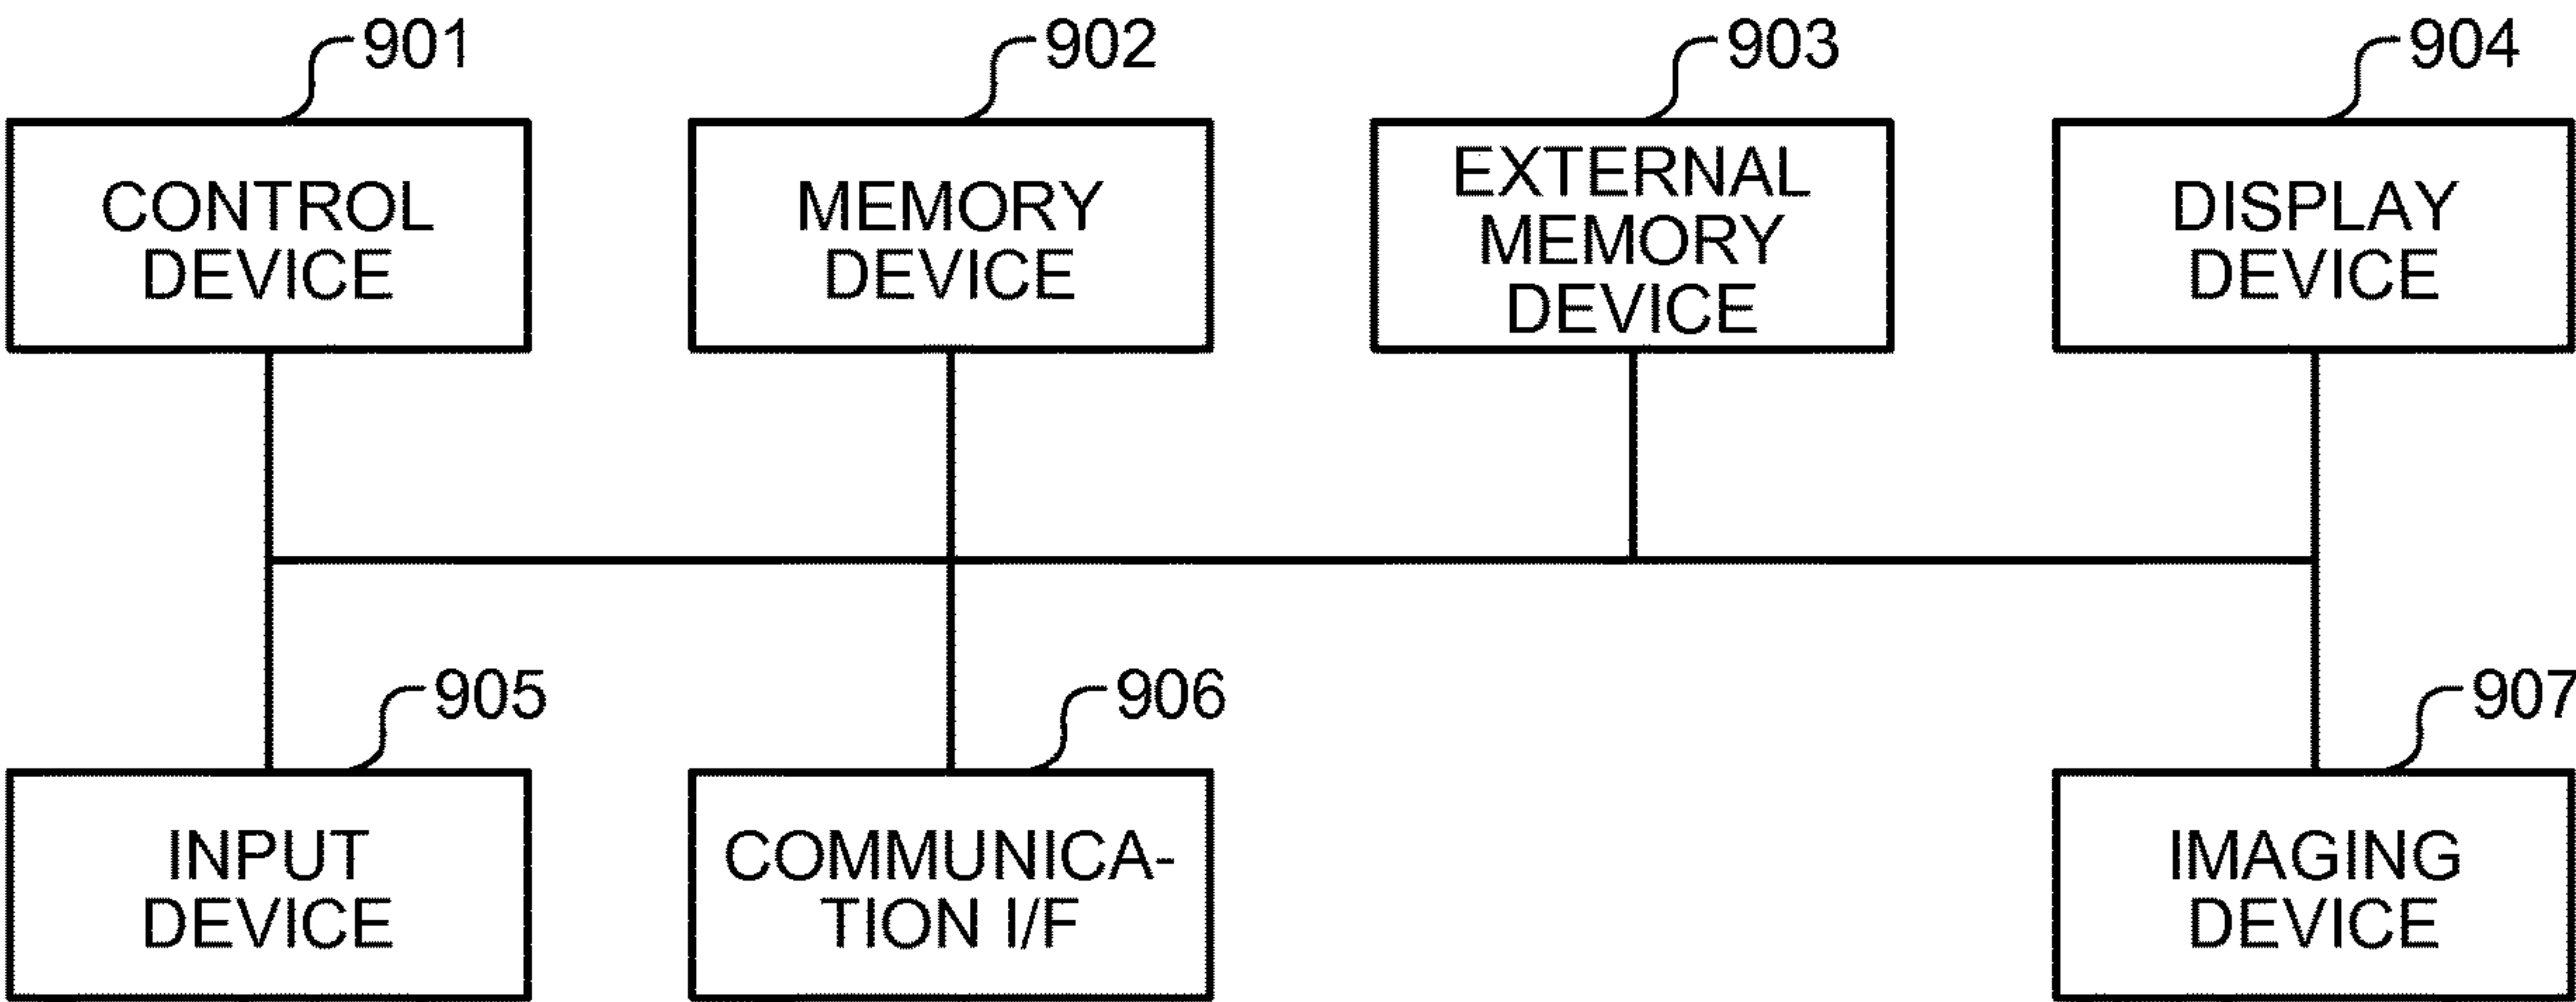 901
902
903
904
CONTROL
DEVICE
MEMORY
DEVICE
EXTERNAL
MEMORY
DEVICE
DISPLAY
DEVICE
905
906
907
INPUT
DEVICE
COMMUNICA-
TION I/F
IMAGING
DEVICE